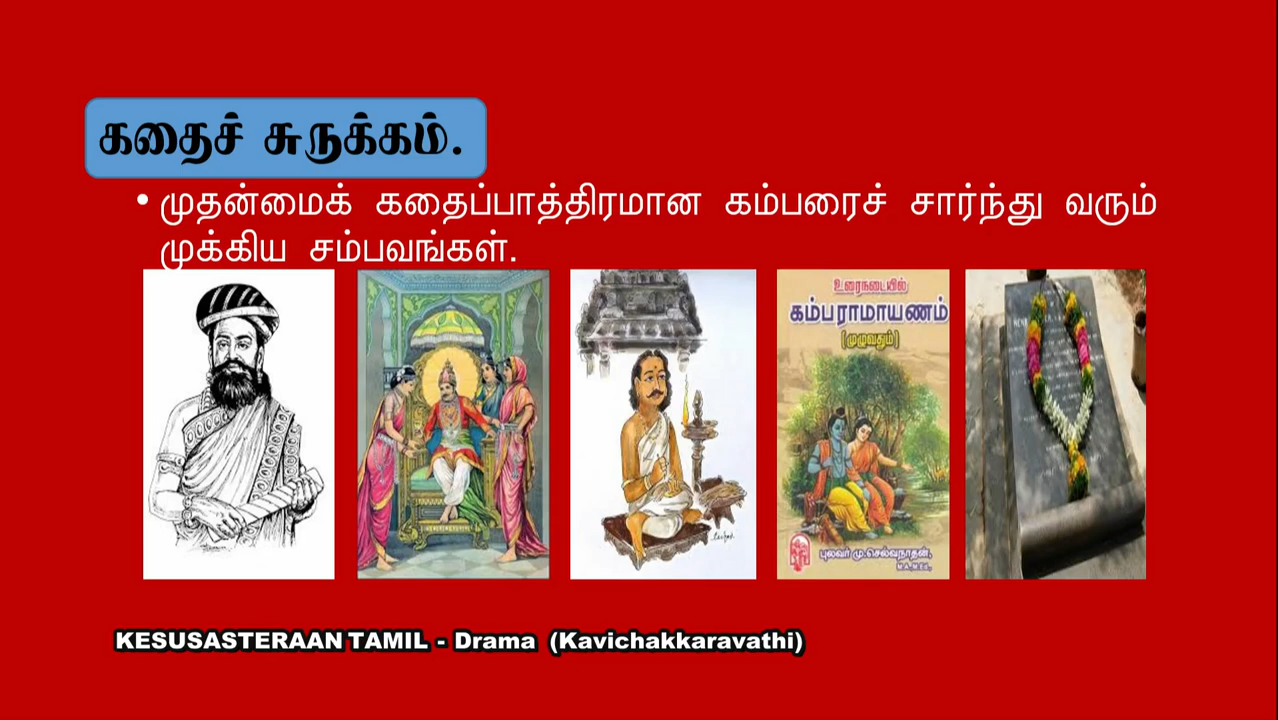 கதைச் சுருக்கம்.
• முதன்மைக் கதைப்பாத்திரமான கம்பரைச் சார்ந்து வரும்
முக்கிய சம்பவங்கள்.
உரைநடையில்
கம்பராமாயணம்
(முழுவதும்)
புலவர் மு.செல்வநாதன்,
M.A.,M.Ed.,
KESUSASTERAAN TAMIL - Drama (Kavichakkaravathi)